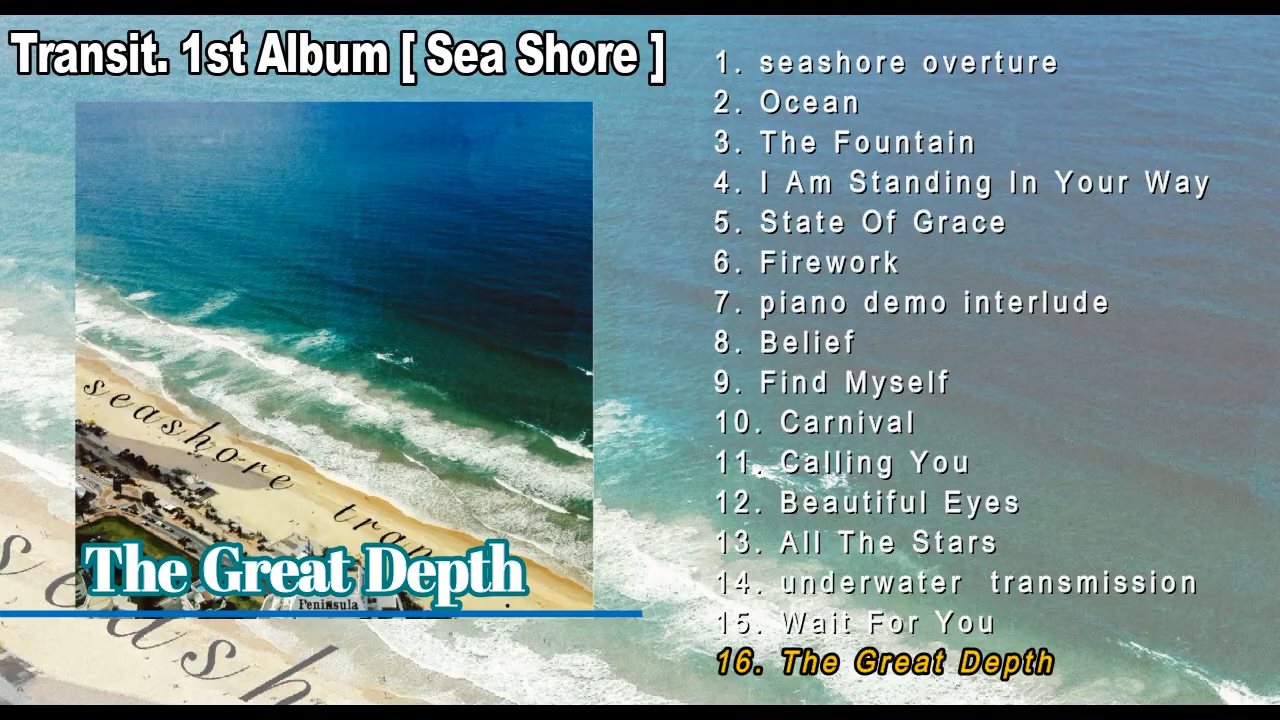 Transit. 1st Album [ Sea Shore ]
seashore tran
The Great Depth
Peninsula
seash
1. seashore overture
2. Ocean
3. The Fountain
4. I Am Standing In Your Way
5. State Of Grace
6. Firework
7. piano demo interlude
8. Belief
9. Find Myself
10. Carnival
11. Calling You
12. Beautiful Eyes
13. All The Stars
14. underwater transmission
15. Wait For You
16. The Great Depth